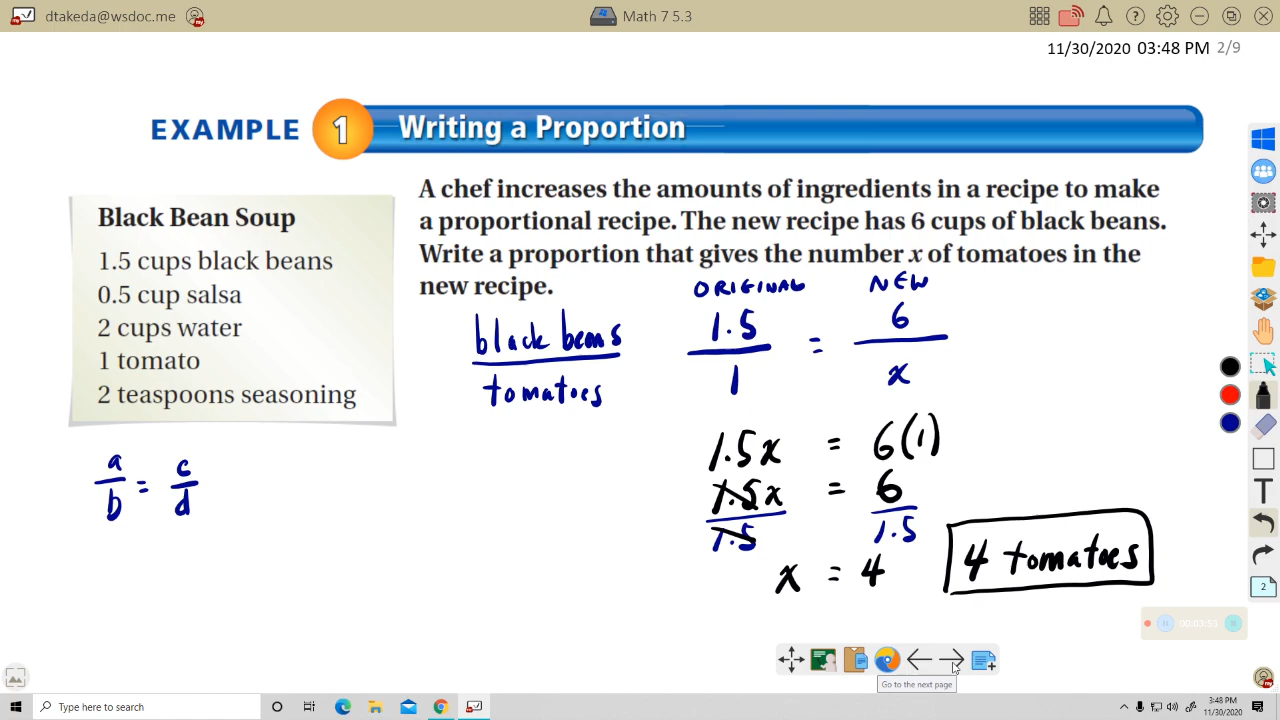 dtakeda@wsdoc.me
Math 7 5.3
11/30/2020 03:48 PM 2/9
EXAMPLE 1 Writing a Proportion
A chef increases the amounts of ingredients in a recipe to make
a proportional recipe. The new recipe has 6 cups of black beans.
Write a proportion that gives the number x of tomatoes in the
new recipe.
Black Bean Soup
1.5 cups black beans
0.5 cup salsa
2 cups water
1 tomato
2 teaspoons seasoning
ORIGINAL NEW
black beans 1.5 = 6
tomatoes 1 x
1.5x = 6(1)
1.5x = 6
1.5 1.5
x = 4
4 tomatoes
a = c
b d
T
2
00:03:53
Go to the next page
Type here to search
3:48 PM
11/30/2020